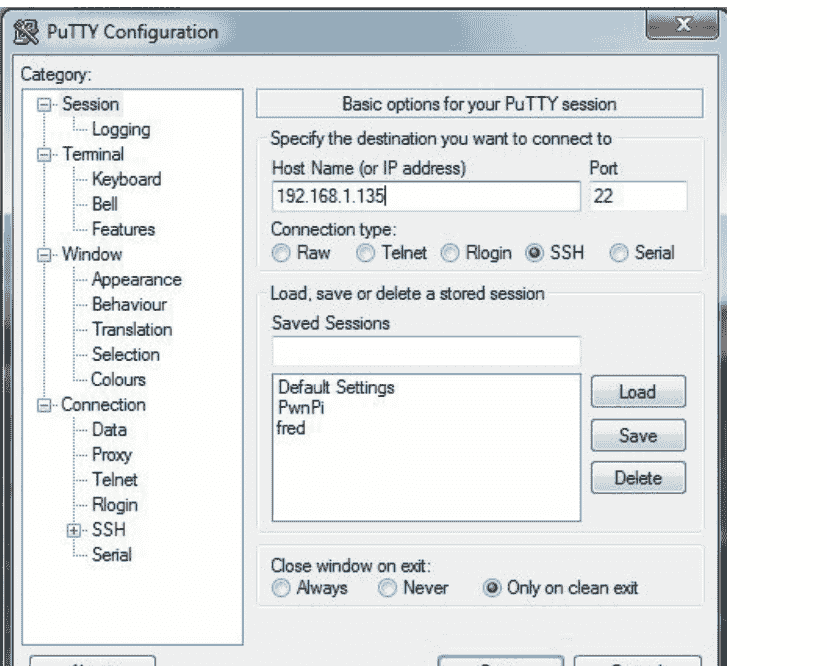 PuTTY Configuration
Category:
Session
Logging
Terminal
Keyboard
Bell
Features
Window
Appearance
Behaviour
Translation
Selection
Colours
Connection
Data
Proxy
Telnet
Rlogin
SSH
Serial
Basic options for your PuTTY session
Specify the destination you want to connect to
Host Name (or IP address) Port
192.168.1.135 22
Connection type:
Raw Telnet Rlogin SSH Serial
Load, save or delete a stored session
Saved Sessions
Default Settings
PwnPi
fred
Load
Save
Delete
Close window on exit:
Always Never Only on clean exit